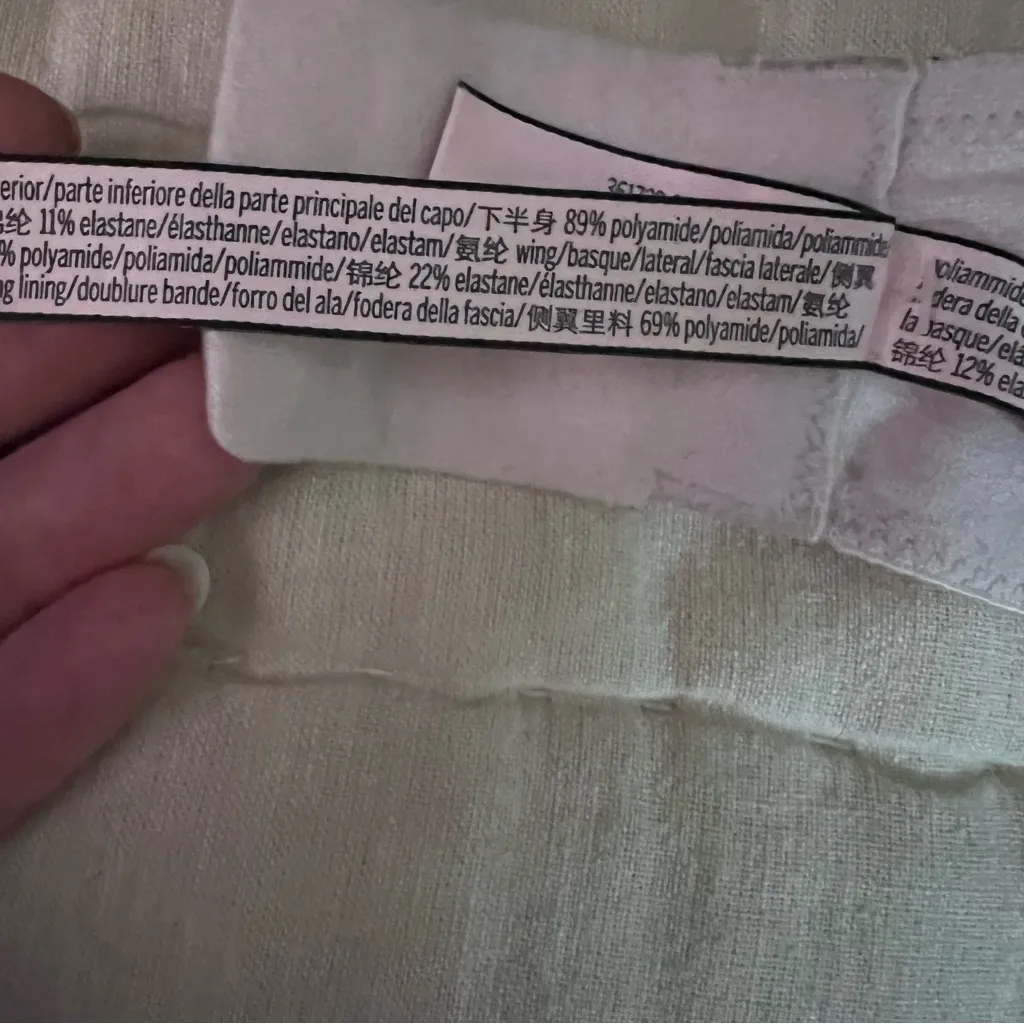 erior/parte inferiore della parte principale del capo/下半身 89% polyamide/poliamida/poliammide
纶 11% elastane/élasthanne/elastano/elastam/氨纶 wing/basque/lateral/fascia laterale/侧翼
% polyamide/poliamida/poliammide/锦纶 22% elastane/élasthanne/elastano/elastam/氨纶
g lining/doublure bande/forro del ala/fodera della fascia/侧翼里料 69% polyamide/poliamida/
oliammide
dera della
la basque/ela
锦纶 12% ela